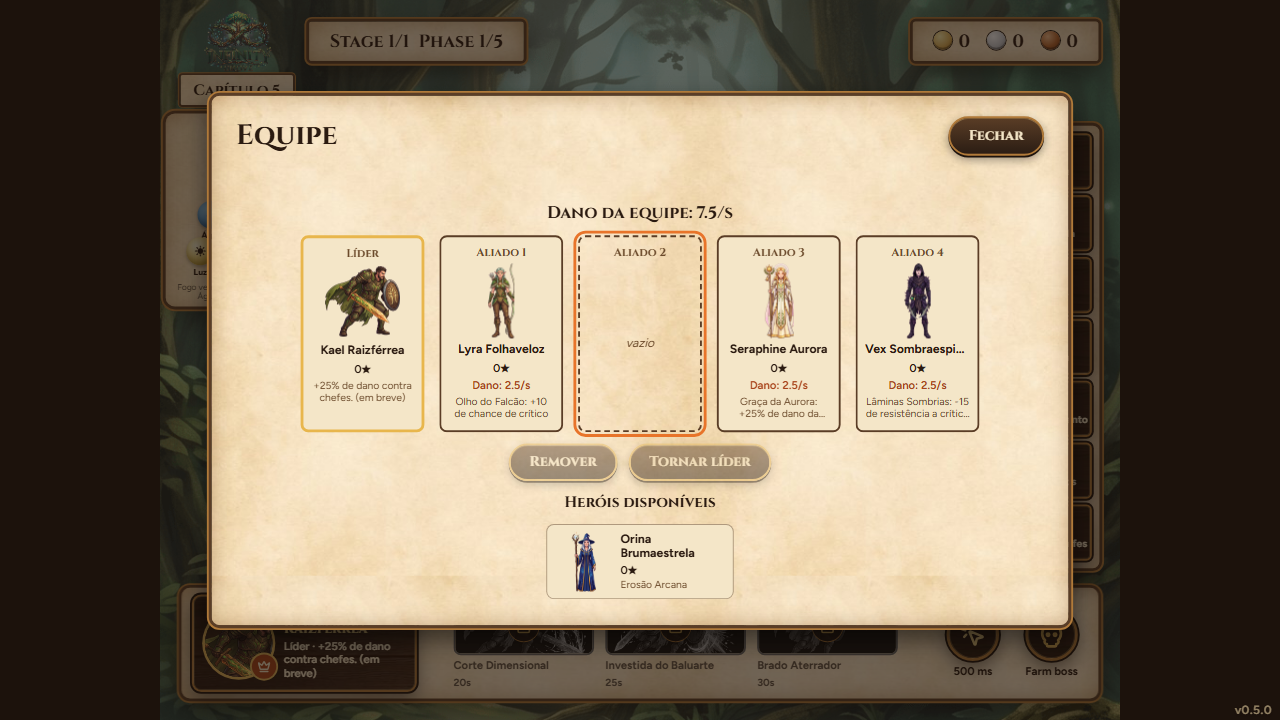 Stage 1/1 Phase 1/5
0 0 0
Capítulo 5
Equipe
Fechar
Dano da equipe: 7.5/s
Líder
Kael Raizférrea
0★
+25% de dano contra
chefes. (em breve)
Aliado 1
Lyra Folhaveloz
0★
Dano: 2.5/s
Olho do Falcão: +10
de chance de crítico
Aliado 2
vazio
Aliado 3
Seraphine Aurora
0★
Dano: 2.5/s
Graça da Aurora:
+25% de dano da...
Aliado 4
Vex Sombraespi...
0★
Dano: 2.5/s
Lâminas Sombrias: -15
de resistência a crític...
Remover
Tornar líder
Heróis disponíveis
Orina
Brumaestrela
0★
Erosão Arcana
Líder · +25% de dano
contra chefes. (em
breve)
Corte Dimensional
20s
Investida do Baluarte
25s
Brado Aterrador
30s
500 ms
Farm boss
v0.5.0